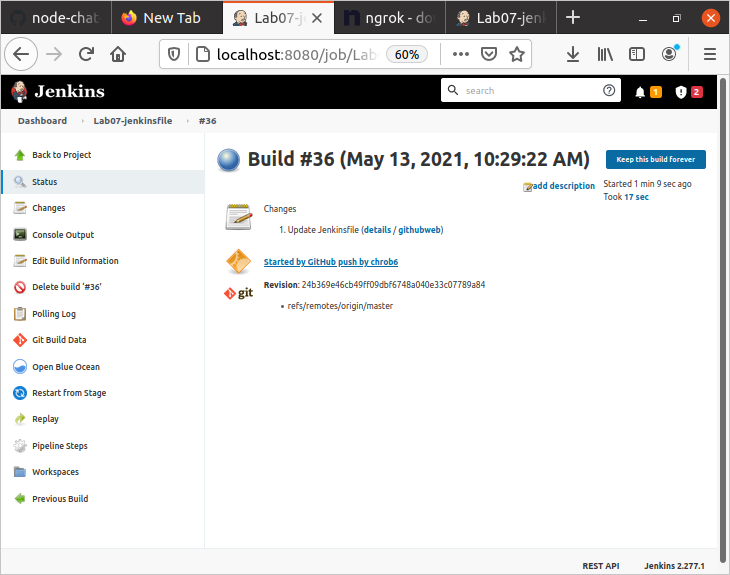 node-chat
New Tab
Lab07-j
ngrok - do
Lab07-jen
localhost:8080/job/Lab
60%
Jenkins
search
1
2
Dashboard
Lab07-jenkinsfile
#36
Back to Project
Status
Changes
Console Output
Edit Build Information
Delete build ‘#36’
Polling Log
Git Build Data
Open Blue Ocean
Restart from Stage
Replay
Pipeline Steps
Workspaces
Previous Build
Build #36 (May 13, 2021, 10:29:22 AM)
Keep this build forever
add description
Started 1 min 9 sec ago
Took 17 sec
Changes
1. Update Jenkinsfile (details / githubweb)
Started by GitHub push by chrob6
git
Revision: 24b369e46cb49ff09dbf6748a040e33c07789a84
• refs/remotes/origin/master
REST API
Jenkins 2.277.1